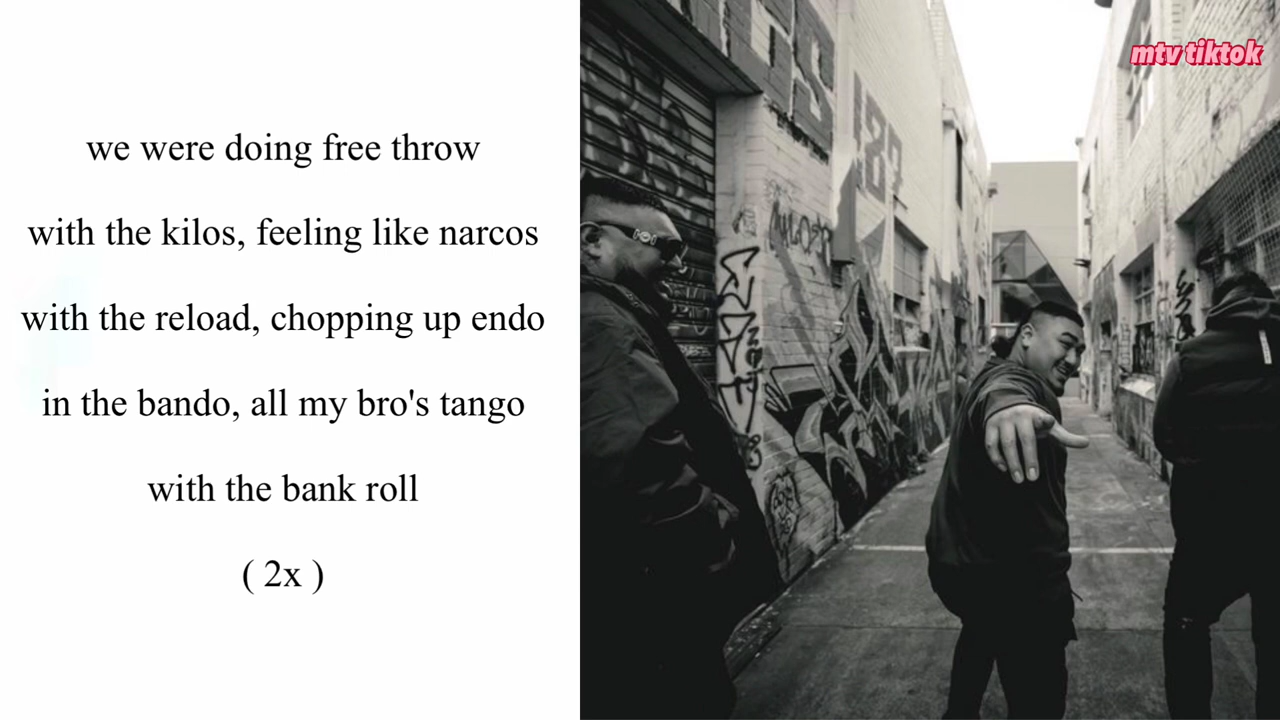 we were doing free throw
with the kilos, feeling like narcos
with the reload, chopping up endo
in the bando, all my bro's tango
with the bank roll
( 2x )
mtv tiktok